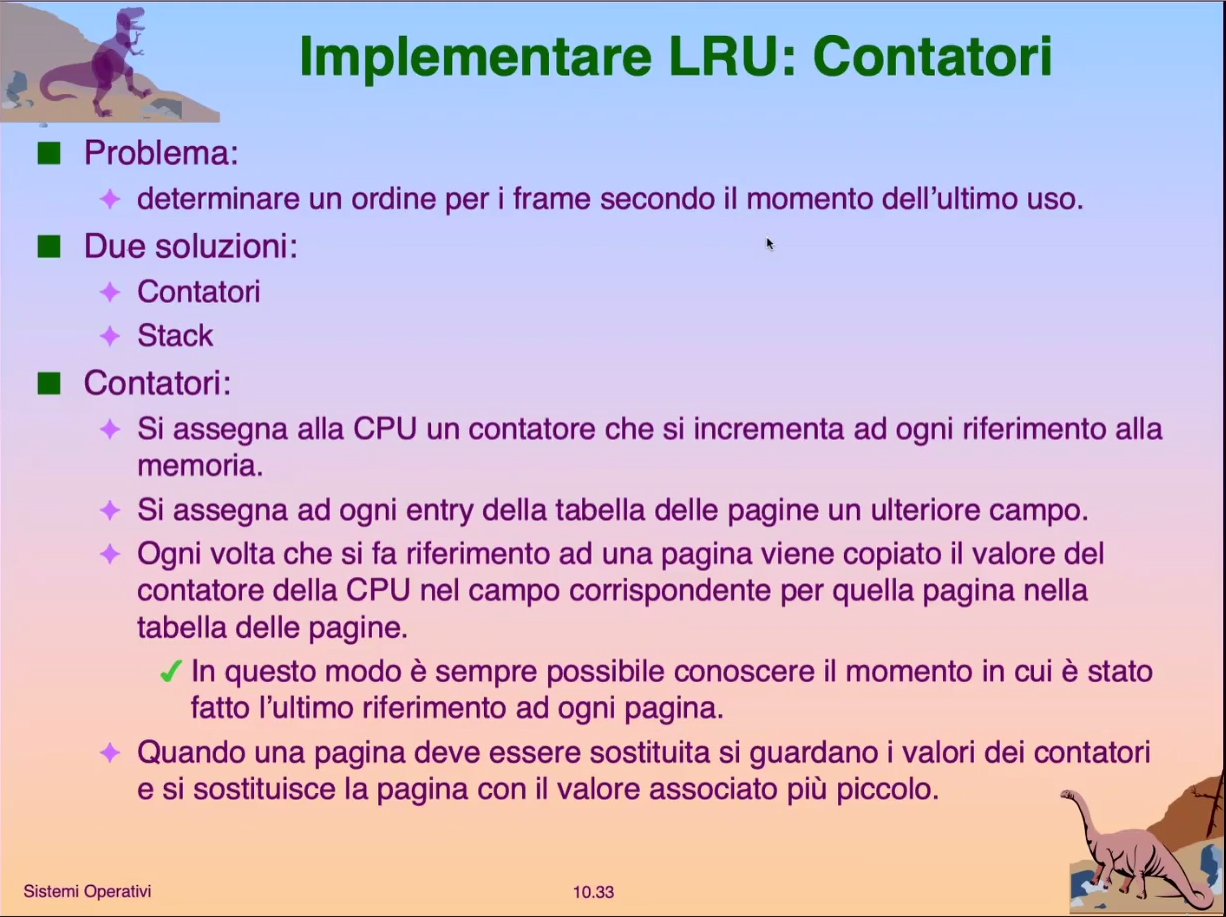 Implementare LRU: Contatori
Problema:
determinare un ordine per i frame secondo il momento dell'ultimo uso.
Due soluzioni:
Contatori
Stack
Contatori:
Si assegna alla CPU un contatore che si incrementa ad ogni riferimento alla
memoria.
Si assegna ad ogni entry della tabella delle pagine un ulteriore campo.
Ogni volta che si fa riferimento ad una pagina viene copiato il valore del
contatore della CPU nel campo corrispondente per quella pagina nella
tabella delle pagine.
In questo modo è sempre possibile conoscere il momento in cui è stato
fatto l'ultimo riferimento ad ogni pagina.
Quando una pagina deve essere sostituita si guardano i valori dei contatori
e si sostituisce la pagina con il valore associato più piccolo.
Sistemi Operativi
10.33